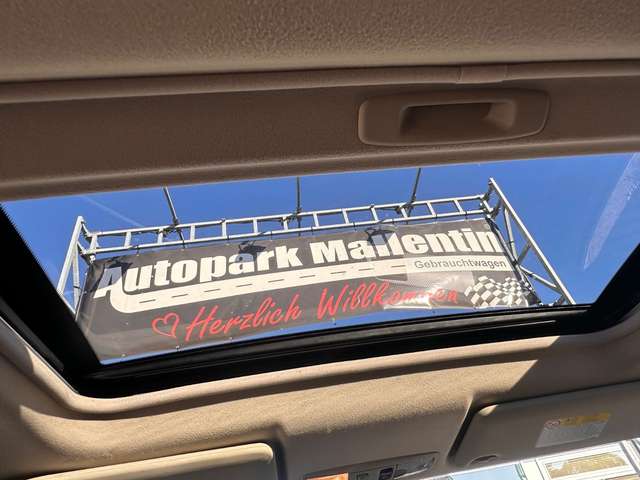 Autopark Mallentin
Gebrauchtwagen
Herzlich Willkommen